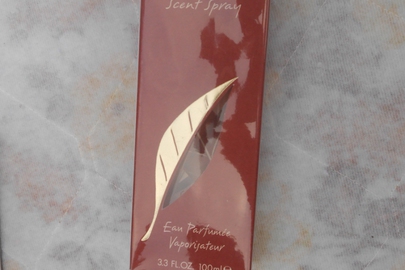 Scent Spray
Eau Parfumée
Vaporisateur
3.3 FL.OZ. 100ml℮